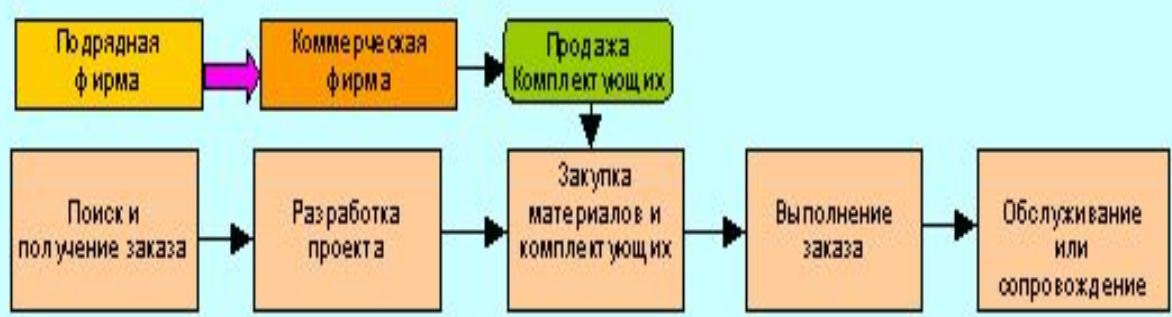 Подрядная
фирма
Коммерческая
фирма
Продажа
Комплектующих
Поиск и
получение заказа
Разработка
проекта
Закупка
материалов и
комплектующих
Выполнение
заказа
Обслуживание
или
сопровождение